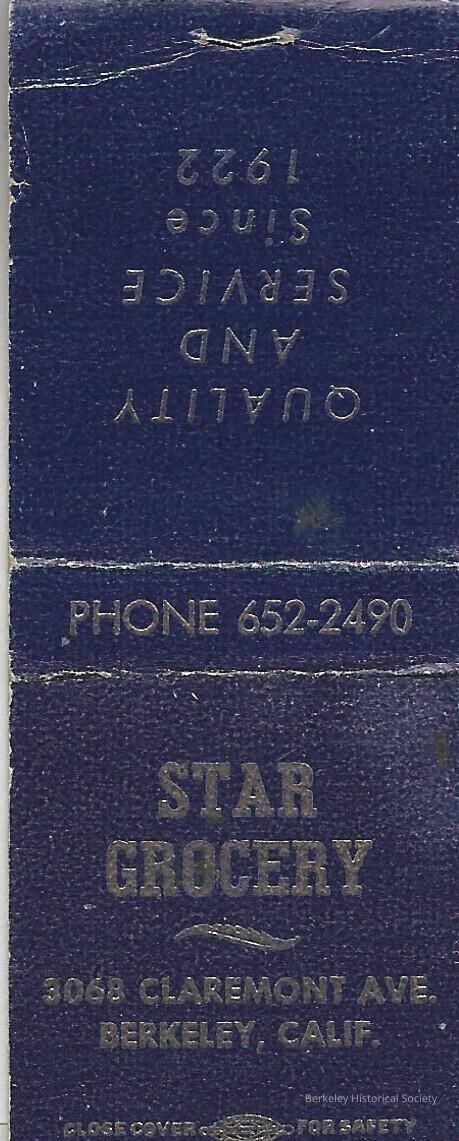 QUALITY
AND
SERVICE
Since
1922
PHONE 652-2490
STAR
GROCERY
3068 CLAREMONT AVE.
BERKELEY, CALIF.
Berkeley Historical Society
CLOSE COVER FOR SAFETY